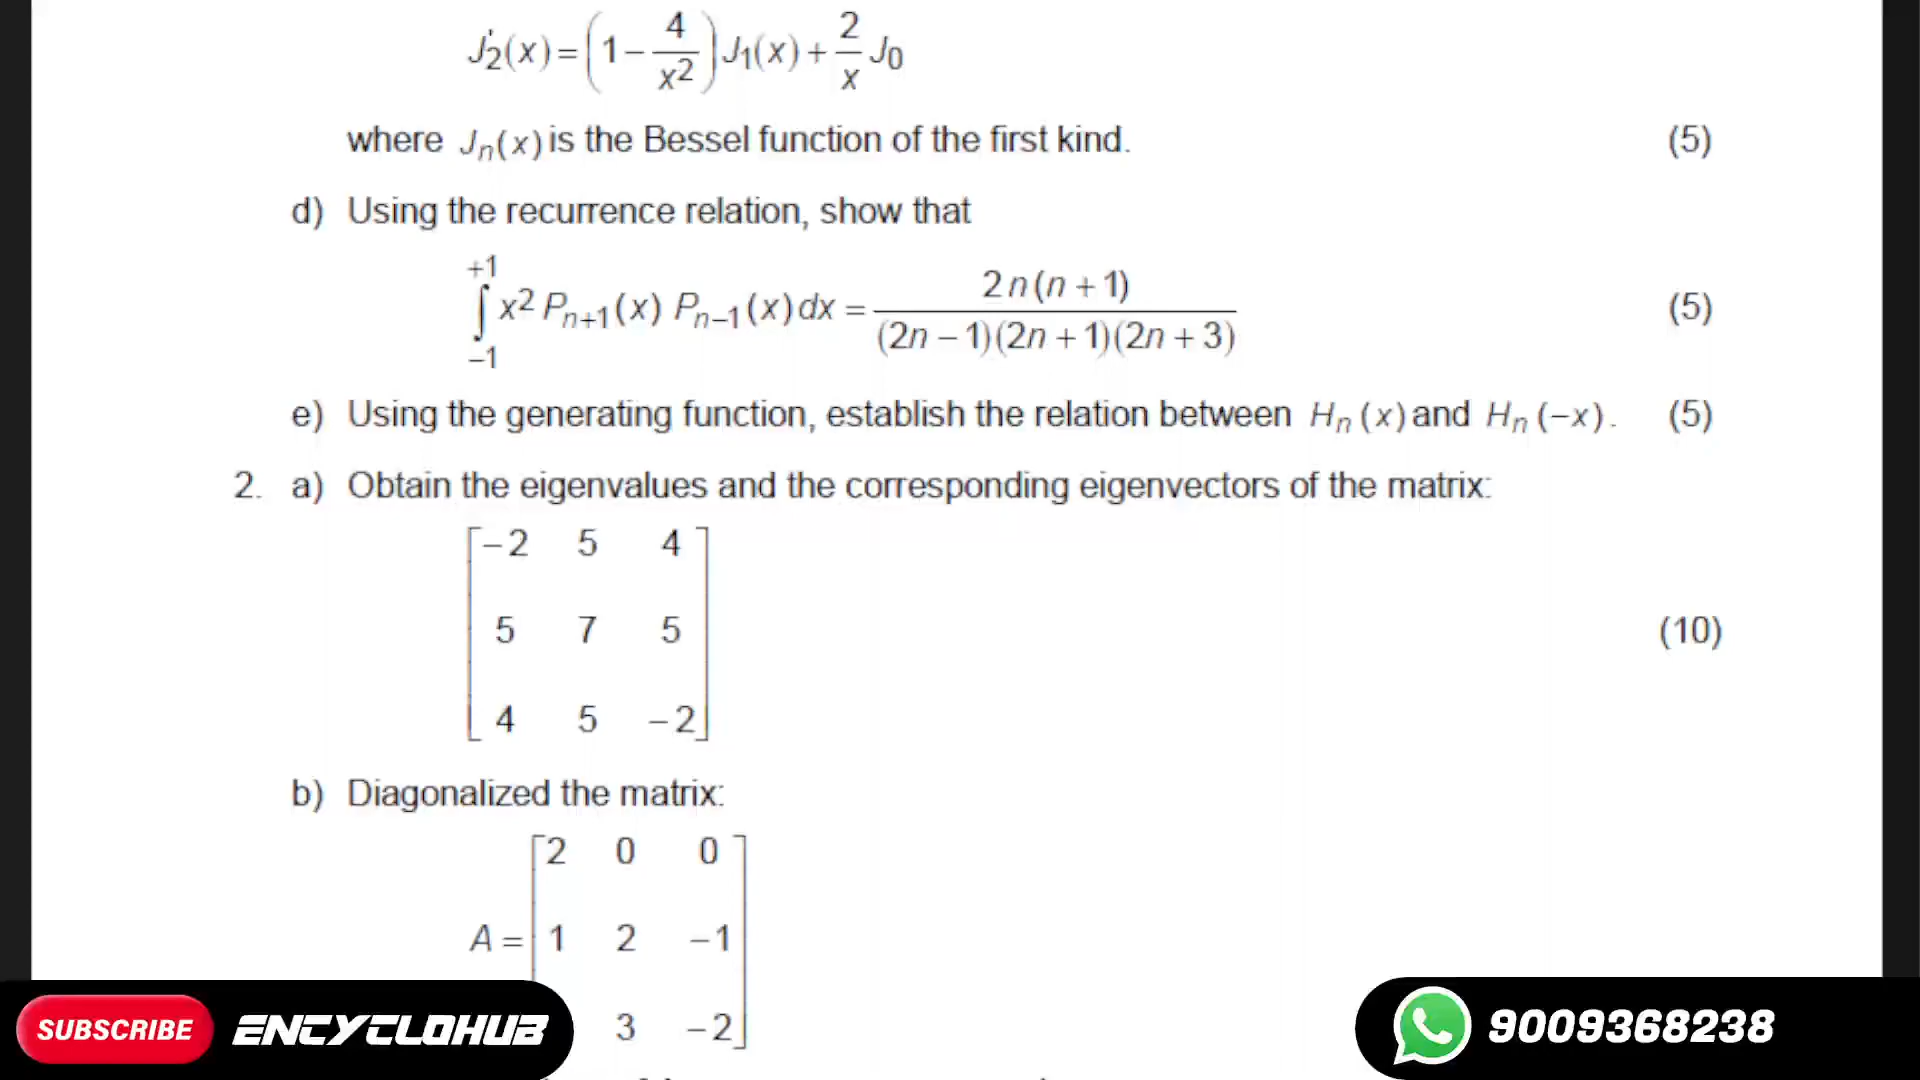 J₂'(x) = (1 − 4/x²) J₁(x) + 2/x J₀
where Jₙ(x) is the Bessel function of the first kind. (5)
d) Using the recurrence relation, show that
∫₋₁⁺¹ x² Pₙ₊₁(x) Pₙ₋₁(x) dx = 2n(n + 1) / (2n − 1)(2n + 1)(2n + 3) (5)
e) Using the generating function, establish the relation between Hₙ(x) and Hₙ(−x). (5)
2. a) Obtain the eigenvalues and the corresponding eigenvectors of the matrix:
−2 5 4
5 7 5 (10)
4 5 −2
b) Diagonalized the matrix:
2 0 0
A = 1 2 −1
3 −2
SUBSCRIBE ENCYCLOHUB
9009368238